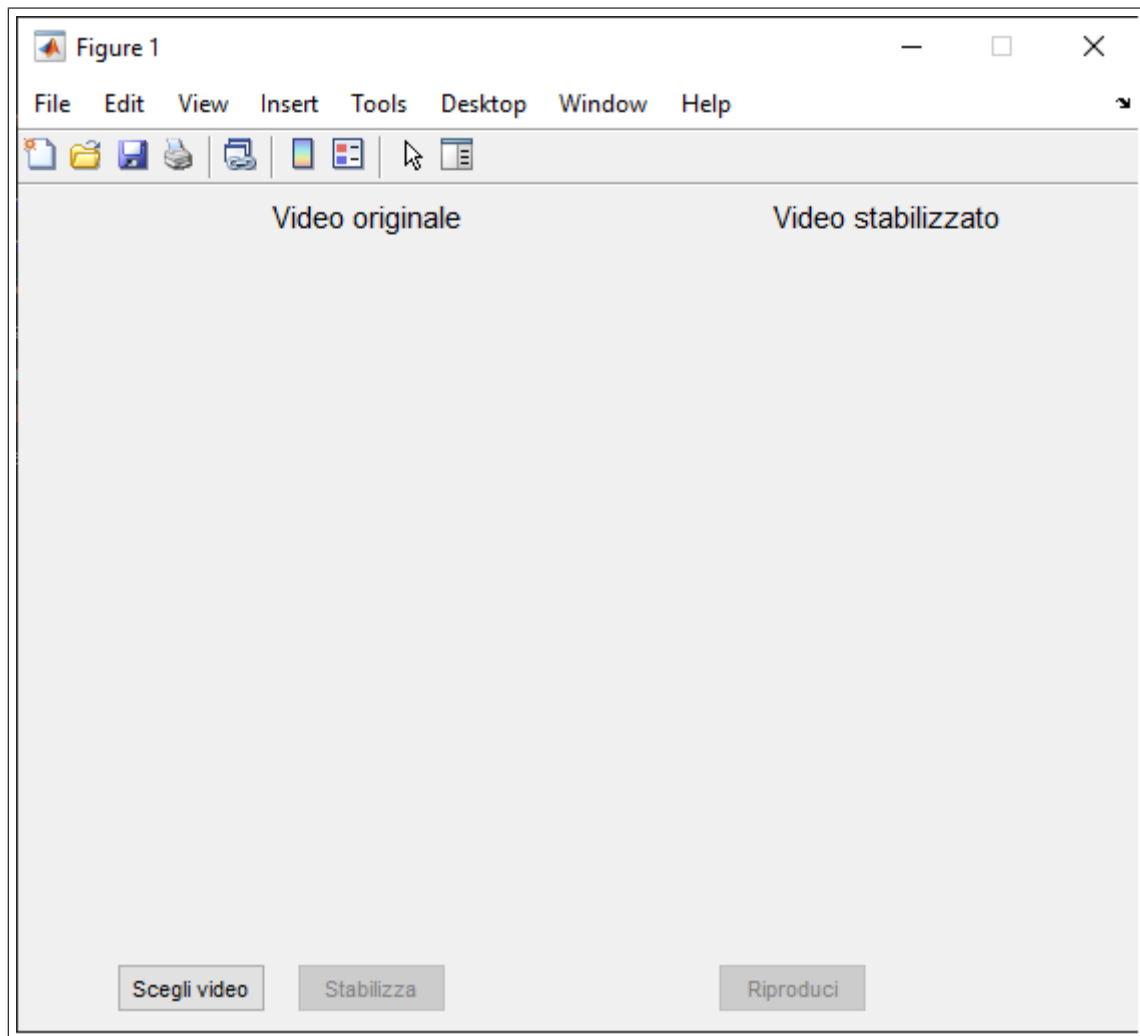 Figure 1
File Edit View Insert Tools Desktop Window Help
Video originale Video stabilizzato
Scegli video Stabilizza Riproduci